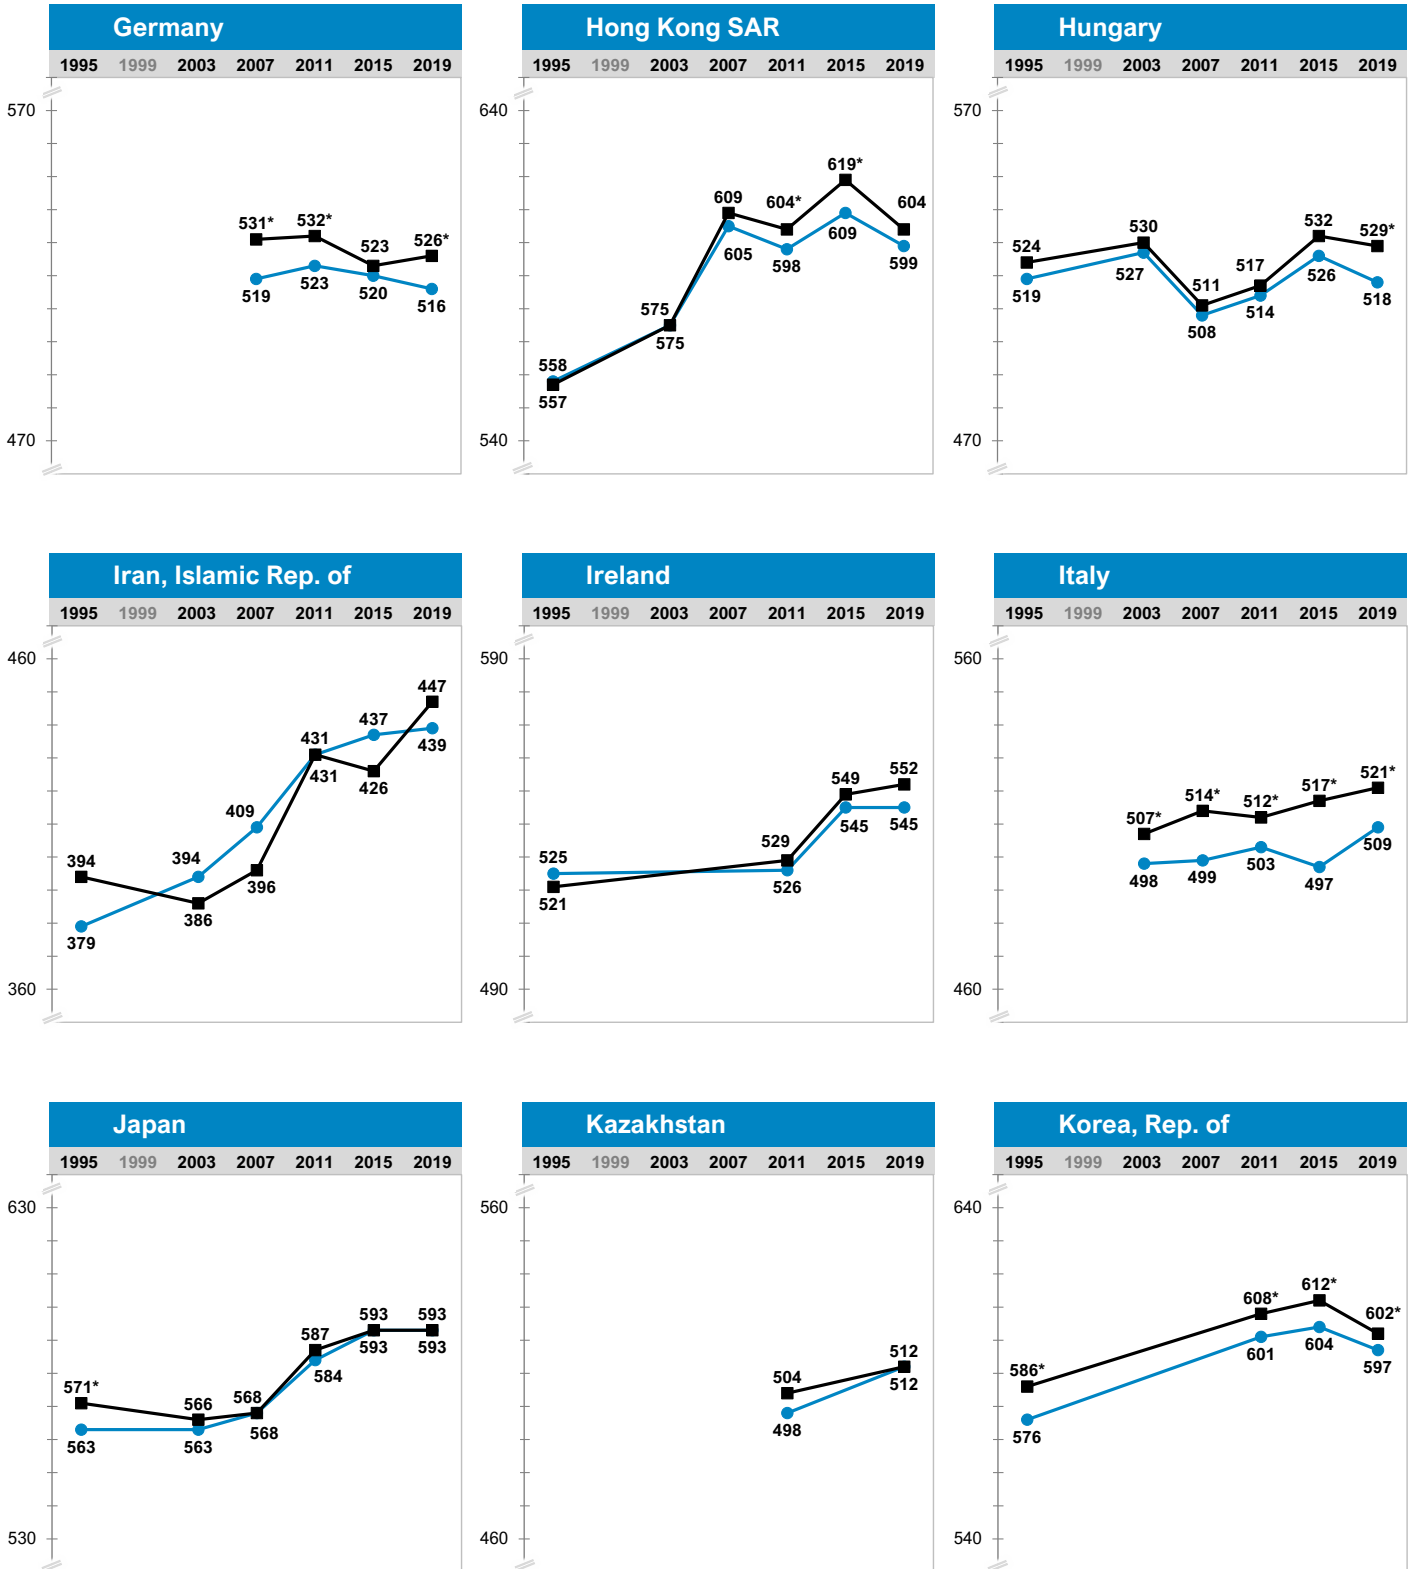 Germany
1995 1999 2003 2007 2011 2015 2019
570
531* 532* 523 526*
519 523 520 516
470
Hong Kong SAR
1995 1999 2003 2007 2011 2015 2019
640
619*
609 604* 604
605 598 609 599
575
575
558
557
540
Hungary
1995 1999 2003 2007 2011 2015 2019
570
524 530 511 517 532 529*
519 527 508 514 526 518
470
Iran, Islamic Rep. of
1995 1999 2003 2007 2011 2015 2019
460
447
431 437 439
431 426
394 394 409
379 386 396
360
Ireland
1995 1999 2003 2007 2011 2015 2019
590
549 552
545 545
525 529
521 526
490
Italy
1995 1999 2003 2007 2011 2015 2019
560
507* 514* 512* 517* 521*
498 499 503 497 509
460
Japan
1995 1999 2003 2007 2011 2015 2019
630
571* 566 568 587 593 593
563 563 568 584 593 593
530
Kazakhstan
1995 1999 2003 2007 2011 2015 2019
560
504 512
498 512
460
Korea, Rep. of
1995 1999 2003 2007 2011 2015 2019
640
586* 608* 612* 602*
576 601 604 597
540